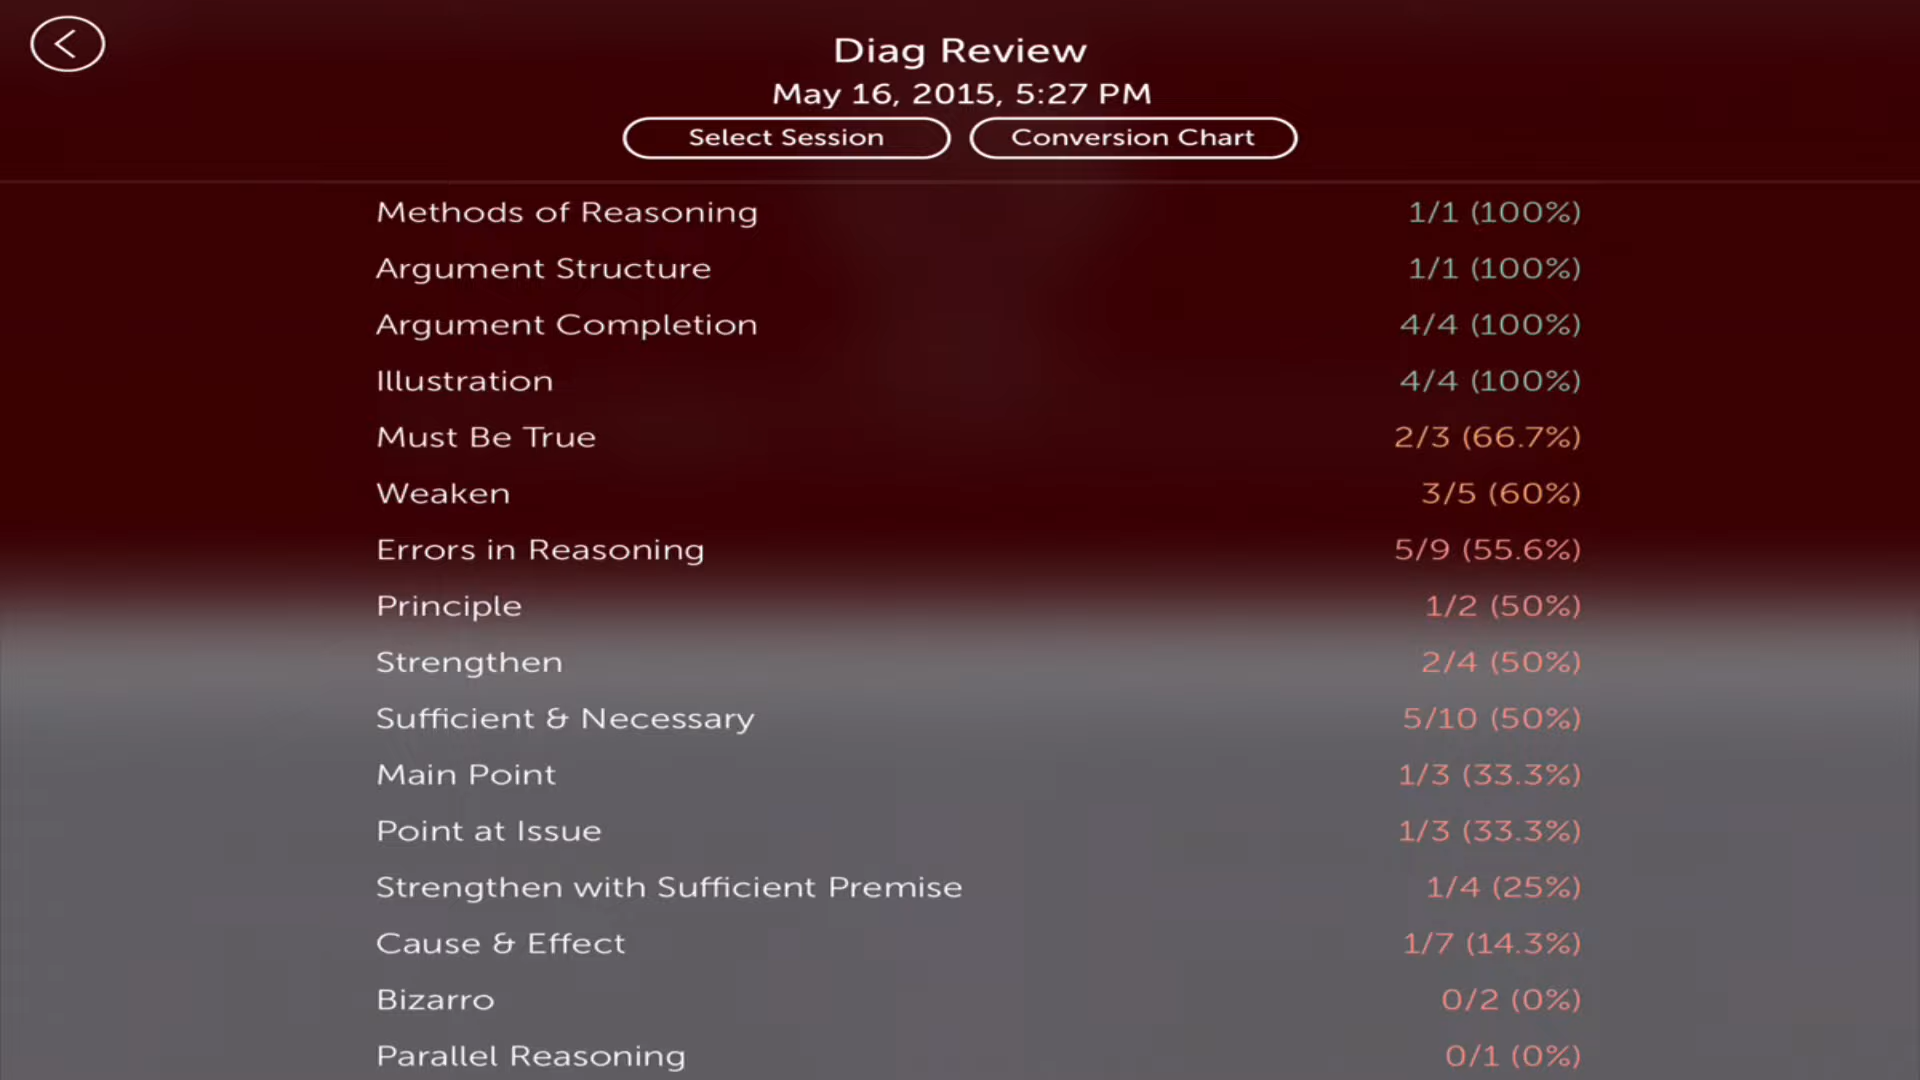 Diag Review
May 16, 2015, 5:27 PM
Select Session Conversion Chart
Methods of Reasoning 1/1 (100%)
Argument Structure 1/1 (100%)
Argument Completion 4/4 (100%)
Illustration 4/4 (100%)
Must Be True 2/3 (66.7%)
Weaken 3/5 (60%)
Errors in Reasoning 5/9 (55.6%)
Principle 1/2 (50%)
Strengthen 2/4 (50%)
Sufficient & Necessary 5/10 (50%)
Main Point 1/3 (33.3%)
Point at Issue 1/3 (33.3%)
Strengthen with Sufficient Premise 1/4 (25%)
Cause & Effect 1/7 (14.3%)
Bizarro 0/2 (0%)
Parallel Reasoning 0/1 (0%)